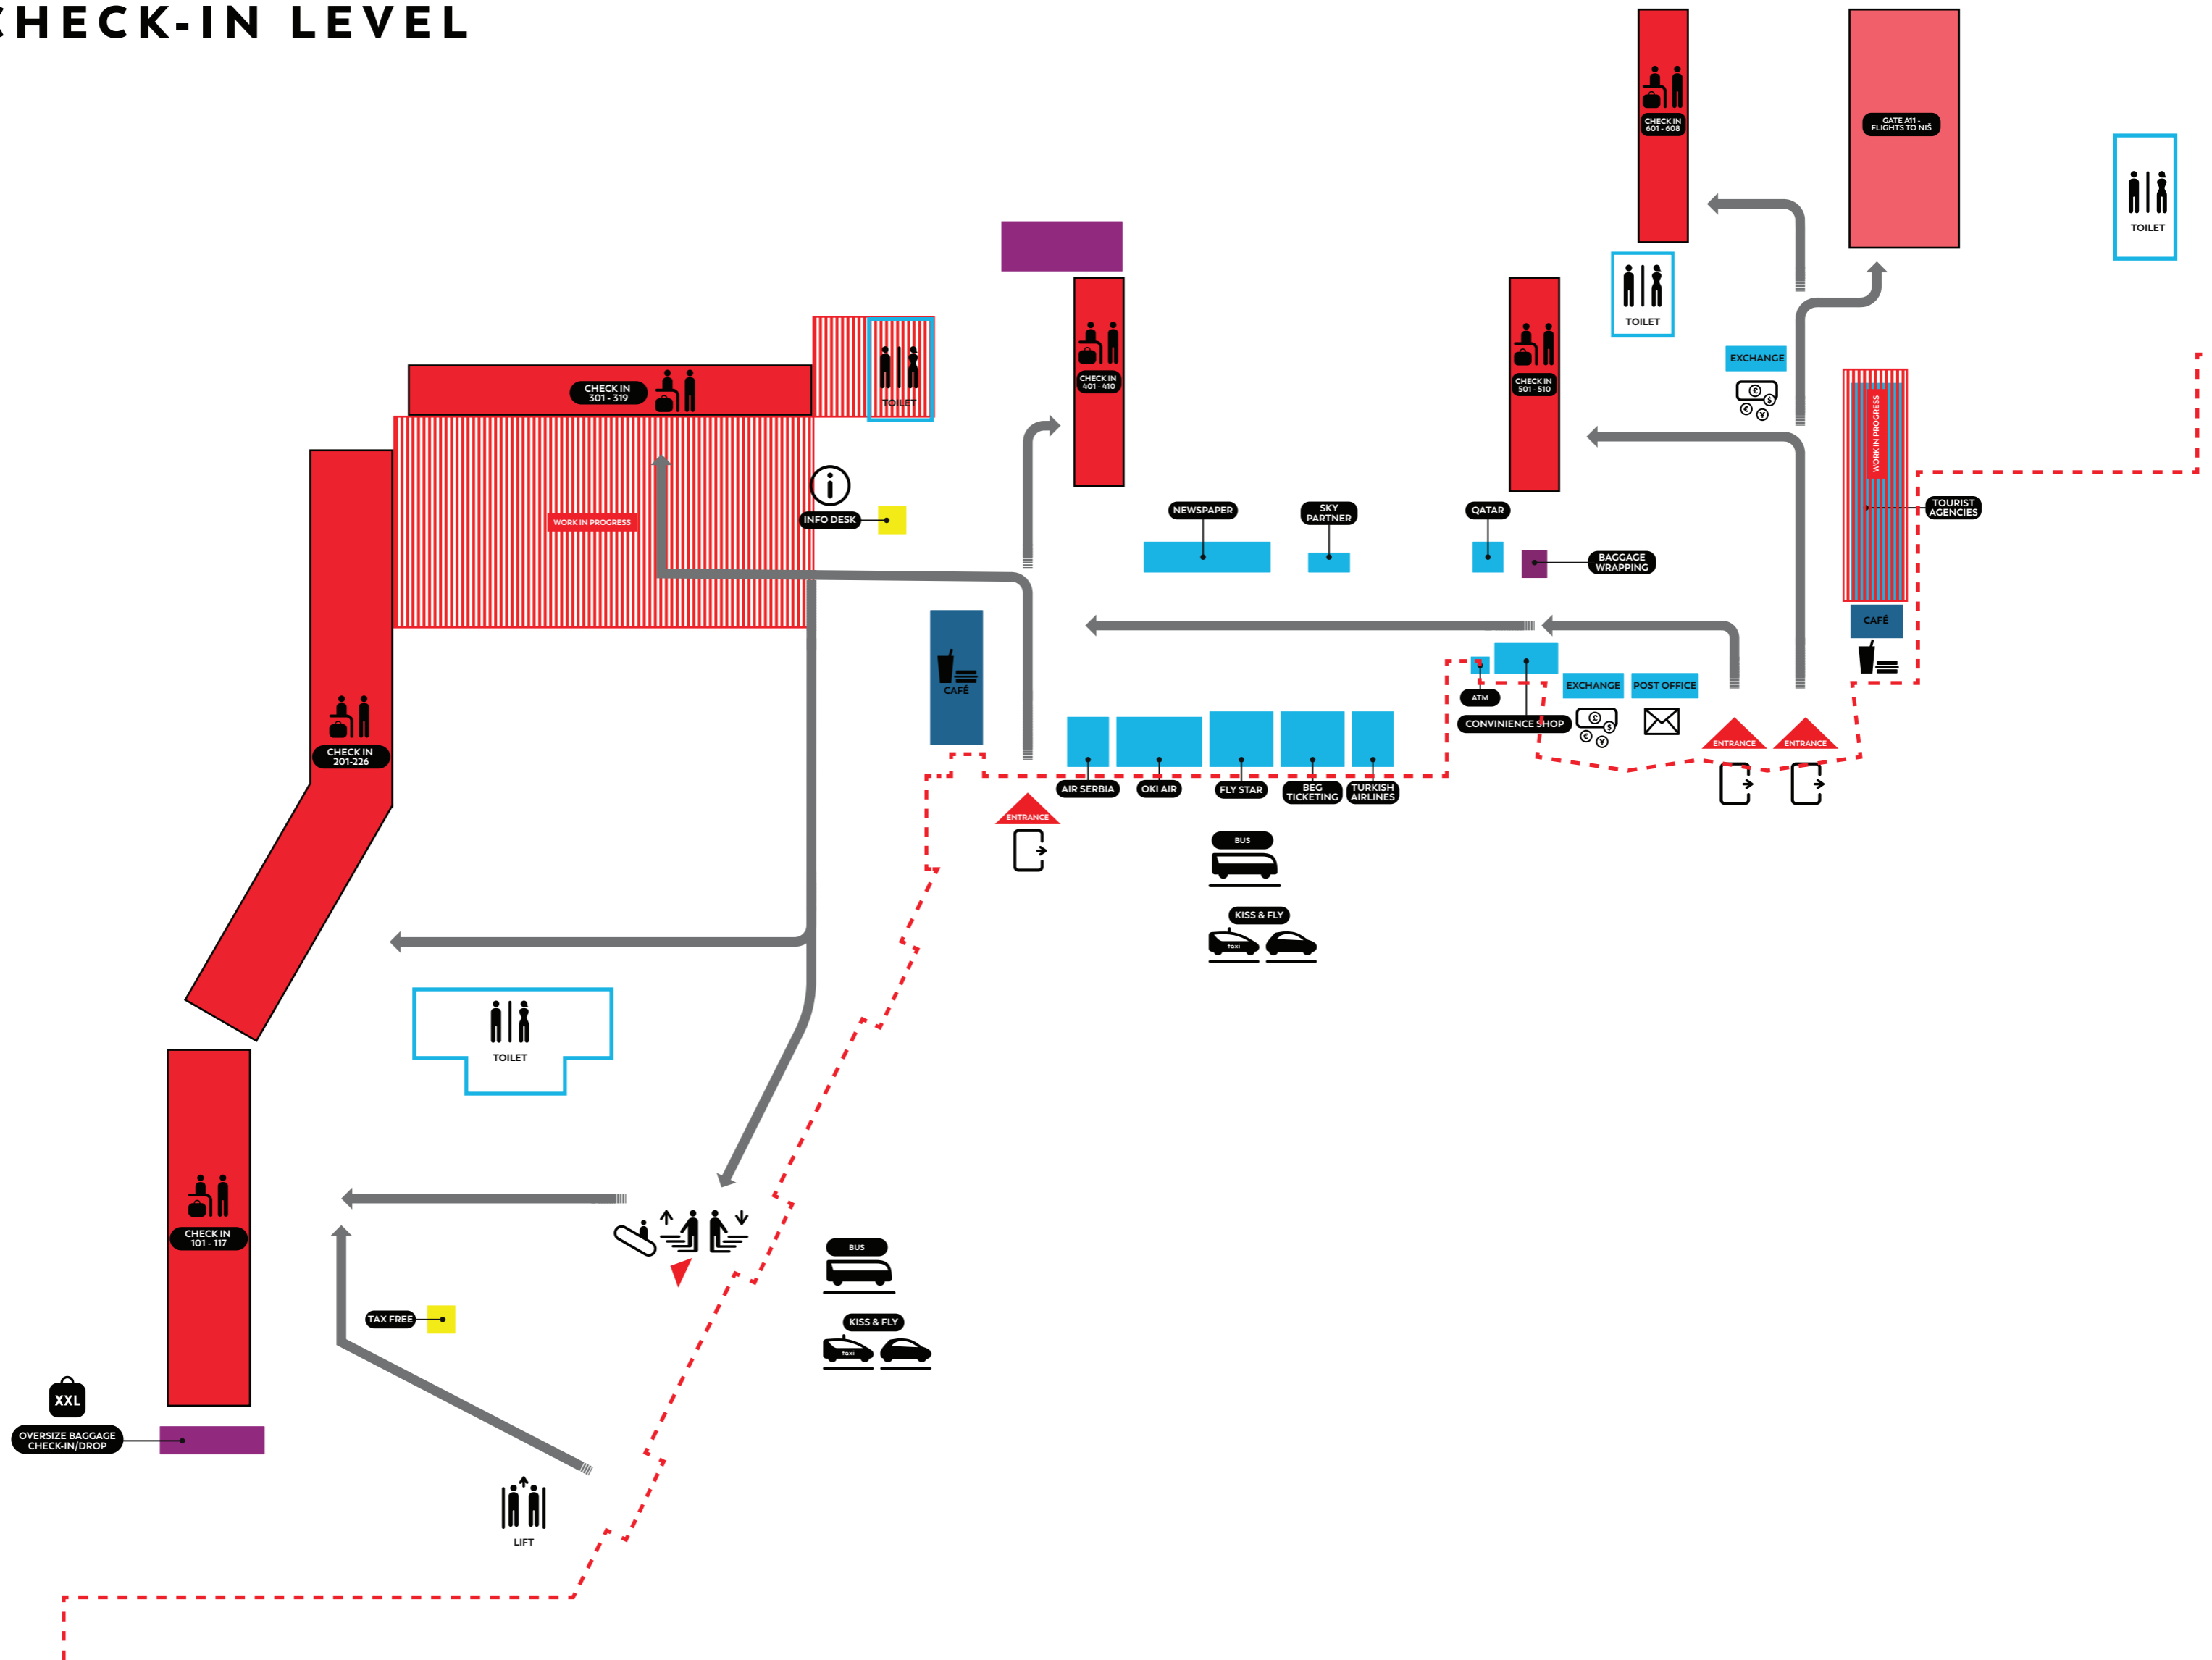 CHECK-IN LEVEL
CHECK IN
601 - 608
GATE A11 -
FLIGHTS TO NIŠ
TOILET
TOILET
EXCHANGE
£
$
€
¥
CHECK IN
301 - 319
TOILET
CHECK IN
401 - 410
CHECK IN
501 - 510
WORK IN PROGRESS
TOURIST
AGENCIES
WORK IN PROGRESS
i
INFO DESK
NEWSPAPER
SKY
PARTNER
QATAR
BAGGAGE
WRAPPING
CAFÊ
CAFÊ
ATM
CONVINIENCE SHOP
EXCHANGE
£
$
€
¥
POST OFFICE
ENTRANCE
ENTRANCE
CHECK IN
201-226
AIR SERBIA
OKI AIR
FLY STAR
BEG
TICKETING
TURKISH
AIRLINES
ENTRANCE
BUS
KISS & FLY
taxi
TOILET
CHECK IN
101 - 117
BUS
KISS & FLY
taxi
TAX FREE
XXL
OVERSIZE BAGGAGE
CHECK-IN/DROP
LIFT